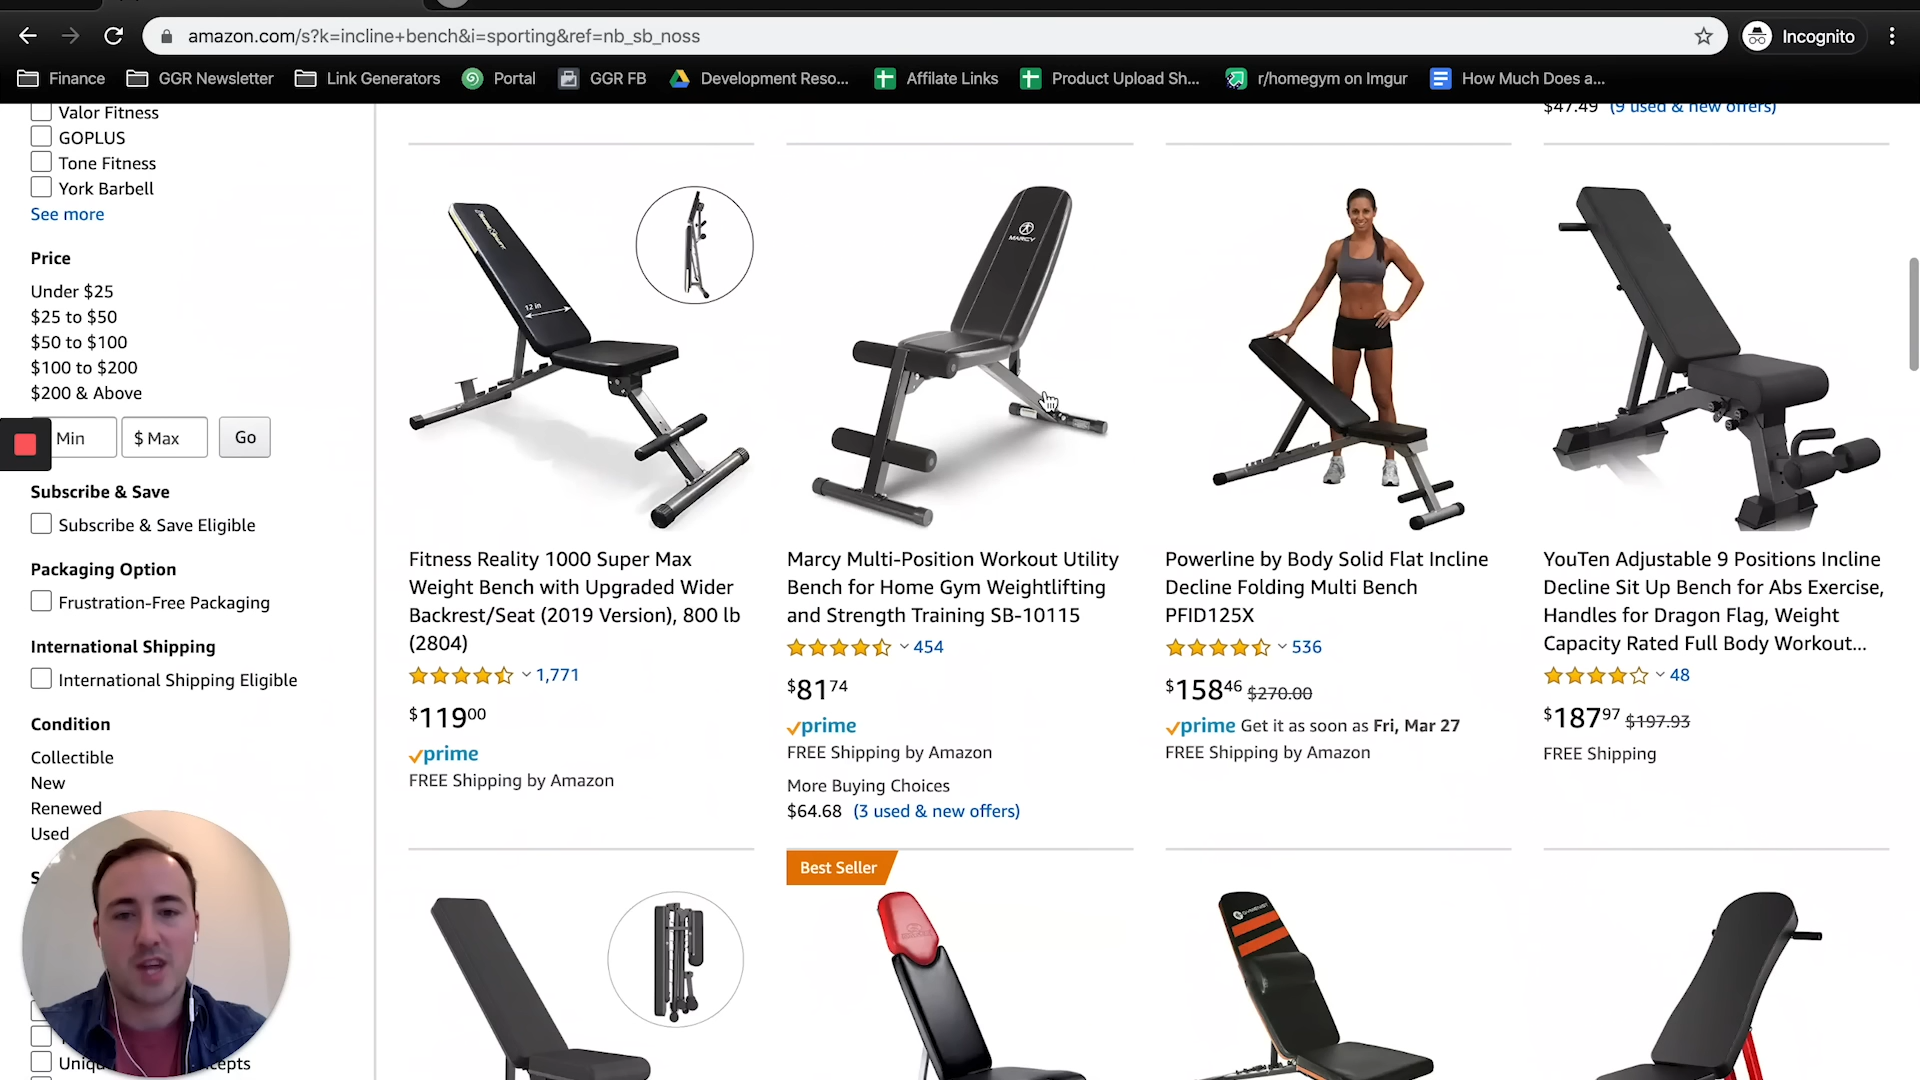 amazon.com/s?k=incline+bench&i=sporting&ref=nb_sb_noss
Incognito
Finance
GGR Newsletter
Link Generators
Portal
GGR FB
Development Reso...
Affilate Links
Product Upload Sh...
r/homegym on Imgur
How Much Does a...
Valor Fitness
GOPLUS
Tone Fitness
York Barbell
See more
Price
Under $25
$25 to $50
$50 to $100
$100 to $200
$200 & Above
Min
$ Max
Go
Subscribe & Save
Subscribe & Save Eligible
Packaging Option
Frustration-Free Packaging
International Shipping
International Shipping Eligible
Condition
Collectible
New
Renewed
Used
$47.49 (9 used & new offers)
12 in
Fitness Reality 1000 Super Max
Weight Bench with Upgraded Wider
Backrest/Seat (2019 Version), 800 lb
(2804)
1,771
$119.00
prime
FREE Shipping by Amazon
MARCY
Marcy Multi-Position Workout Utility
Bench for Home Gym Weightlifting
and Strength Training SB-10115
454
$81.74
prime
FREE Shipping by Amazon
More Buying Choices
$64.68 (3 used & new offers)
Powerline by Body Solid Flat Incline
Decline Folding Multi Bench
PFID125X
536
$158.46 $270.00
prime Get it as soon as Fri, Mar 27
FREE Shipping by Amazon
YouTen Adjustable 9 Positions Incline
Decline Sit Up Bench for Abs Exercise,
Handles for Dragon Flag, Weight
Capacity Rated Full Body Workout...
48
$187.97 $197.93
FREE Shipping
Best Seller